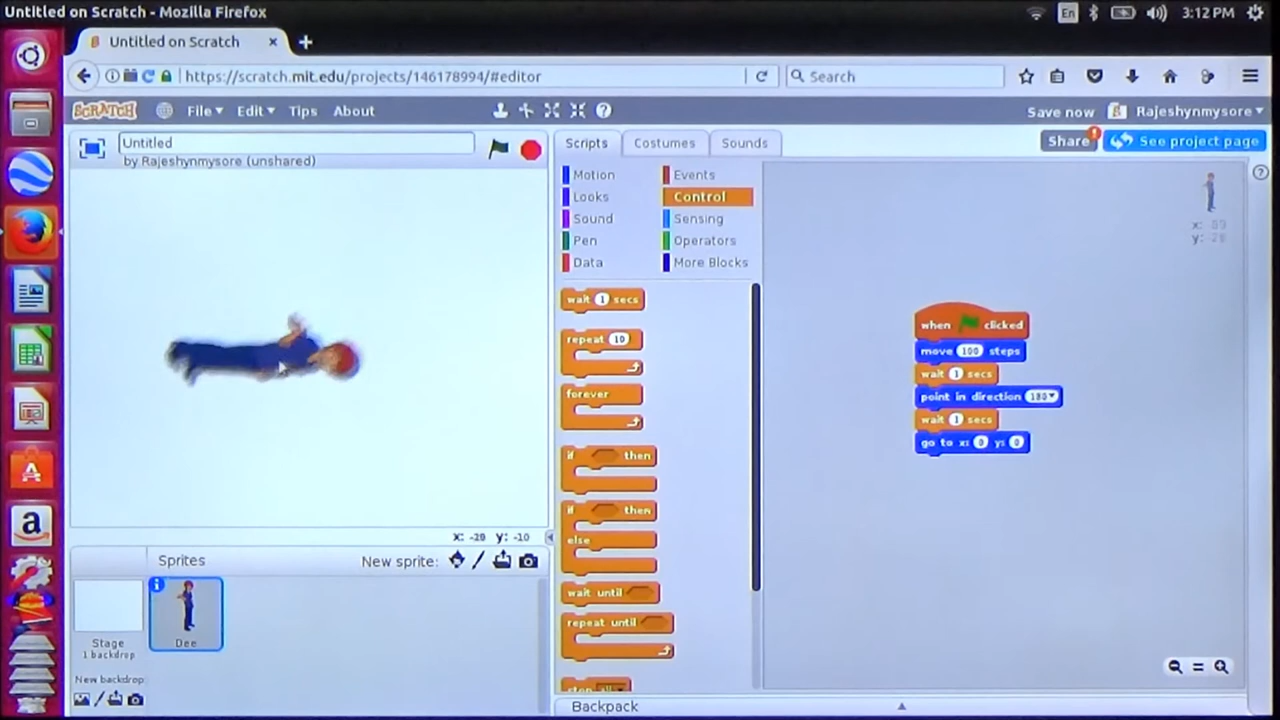 Untitled on Scratch - Mozilla Firefox
En
3:12 PM
Untitled on Scratch
https://scratch.mit.edu/projects/146178994/#editor
Search
SCRATCH
File
Edit
Tips
About
Save now
Rajeshynmysore
Untitled
by Rajeshynmysore (unshared)
Scripts
Costumes
Sounds
Share
See project page
Motion
Events
Looks
Control
Sound
Sensing
Pen
Operators
Data
More Blocks
wait 1 secs
repeat 10
forever
if then
if then
else
wait until
repeat until
stop all
when clicked
move 100 steps
wait 1 secs
point in direction 180
wait 1 secs
go to x: 0 y: 0
x: -20 y: -10
Sprites
New sprite:
Stage
1 backdrop
New backdrop
Dee
Backpack